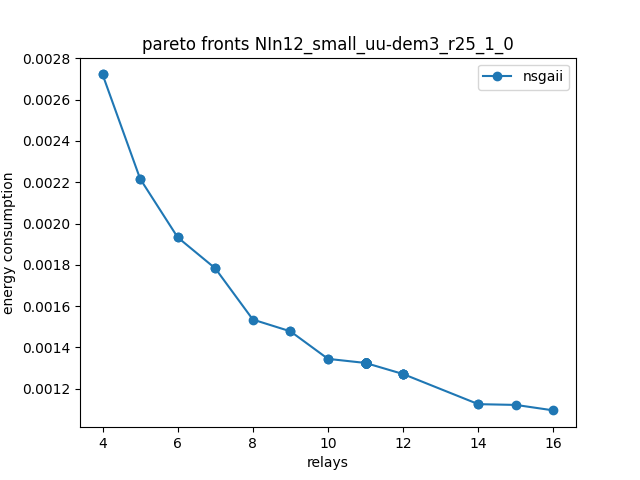 pareto fronts NIn12_small_uu-dem3_r25_1_0
nsgaii
0.0028
0.0026
0.0024
0.0022
0.0020
0.0018
0.0016
0.0014
0.0012
energy consumption
4 6 8 10 12 14 16
relays